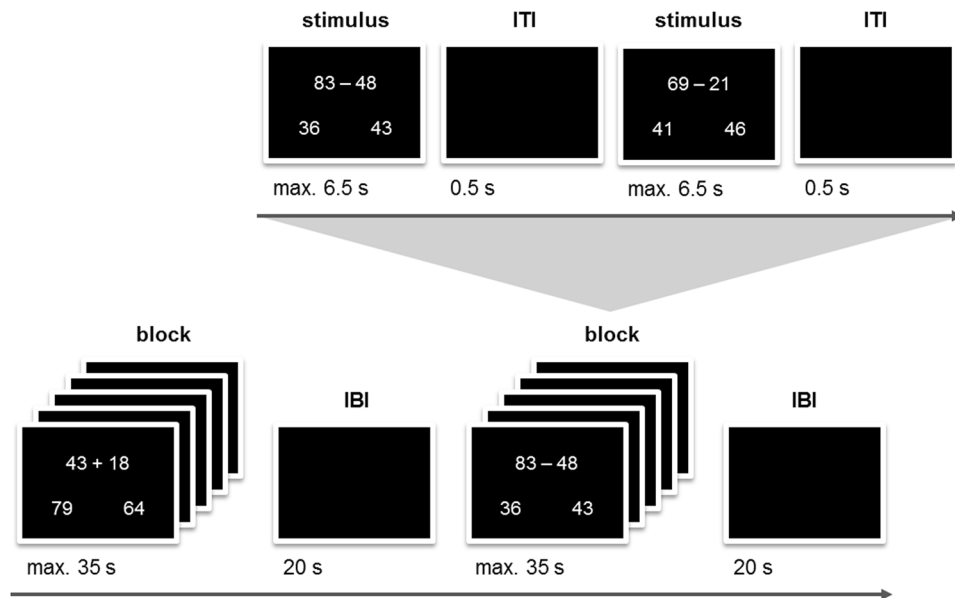 stimulus ITI stimulus ITI
83 – 48 69 – 21
36 43 41 46
max. 6.5 s 0.5 s max. 6.5 s 0.5 s
block block
IBI IBI
43 + 18 83 – 48
79 64 36 43
max. 35 s 20 s max. 35 s 20 s